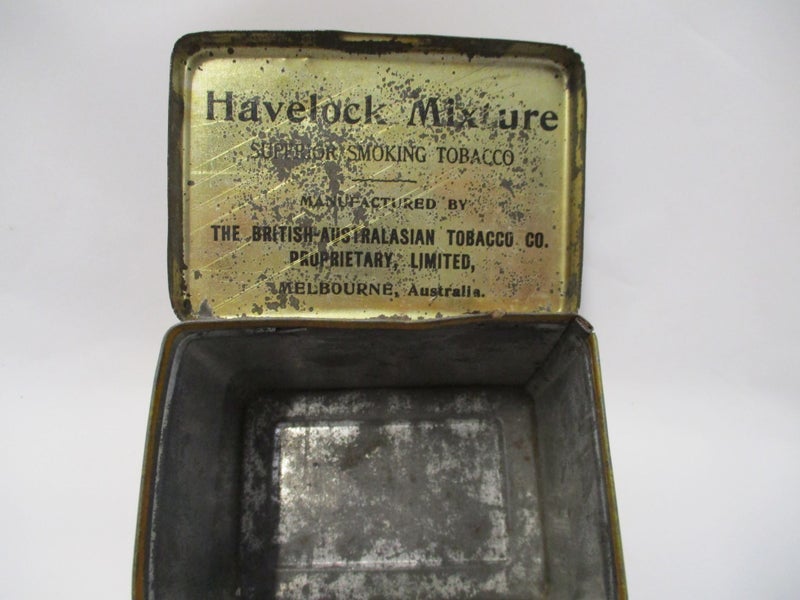 Havelock Mixture
SUPERIOR SMOKING TOBACCO
MANUFACTURED BY
THE BRITISH-AUSTRALASIAN TOBACCO CO.
PROPRIETARY, LIMITED,
MELBOURNE, Australia.